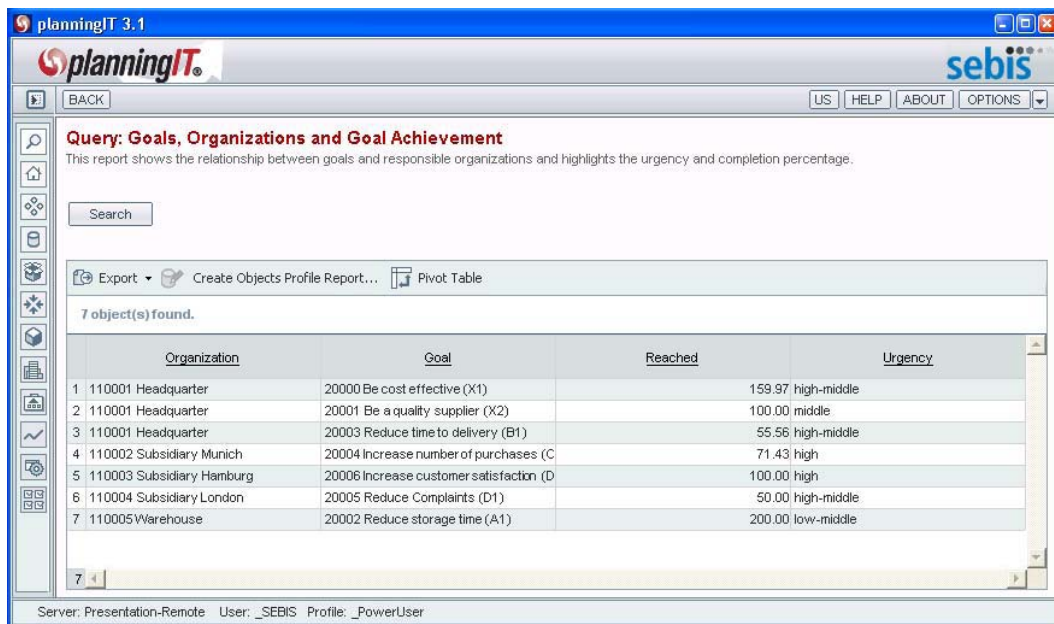 planningIT 3.1
planningIT®
sebis
BACK
US HELP ABOUT OPTIONS
Query: Goals, Organizations and Goal Achievement
This report shows the relationship between goals and responsible organizations and highlights the urgency and completion percentage.
Search
Export Create Objects Profile Report... Pivot Table
7 object(s) found.
Organization Goal Reached Urgency
1 110001 Headquarter 20000 Be cost effective (X1) 159.97 high-middle
2 110001 Headquarter 20001 Be a quality supplier (X2) 100.00 middle
3 110001 Headquarter 20003 Reduce time to delivery (B1) 55.56 high-middle
4 110002 Subsidiary Munich 20004 Increase number of purchases (C 71.43 high
5 110003 Subsidiary Hamburg 20006 Increase customer satisfaction (D 100.00 high
6 110004 Subsidiary London 20005 Reduce Complaints (D1) 50.00 high-middle
7 110005 Warehouse 20002 Reduce storage time (A1) 200.00 low-middle
7
Server: Presentation-Remote User: _SEBIS Profile: _PowerUser